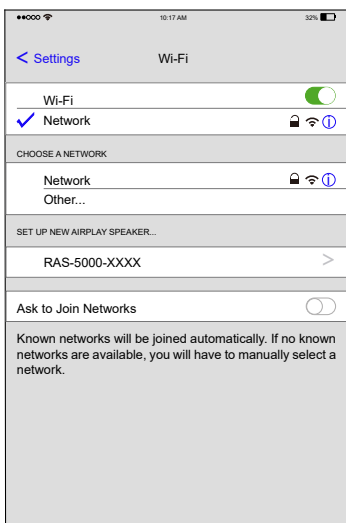 10:17 AM 32%
< Settings Wi-Fi
Wi-Fi
Network
CHOOSE A NETWORK
Network
Other...
SET UP NEW AIRPLAY SPEAKER...
RAS-5000-XXXX >
Ask to Join Networks
Known networks will be joined automatically. If no known
networks are available, you will have to manually select a
network.